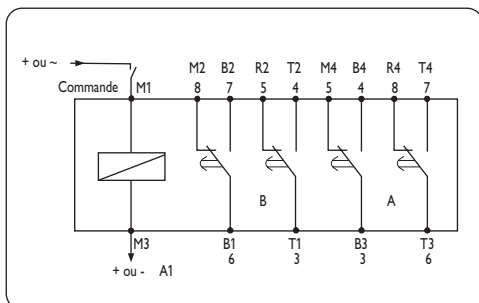 + ou ~
M2 B2 R2 T2 M4 B4 R4 T4
Commande M1 8 7 5 4 5 4 8 7
B A
M3 B1 T1 B3 T3
+ ou - A1 6 3 3 6